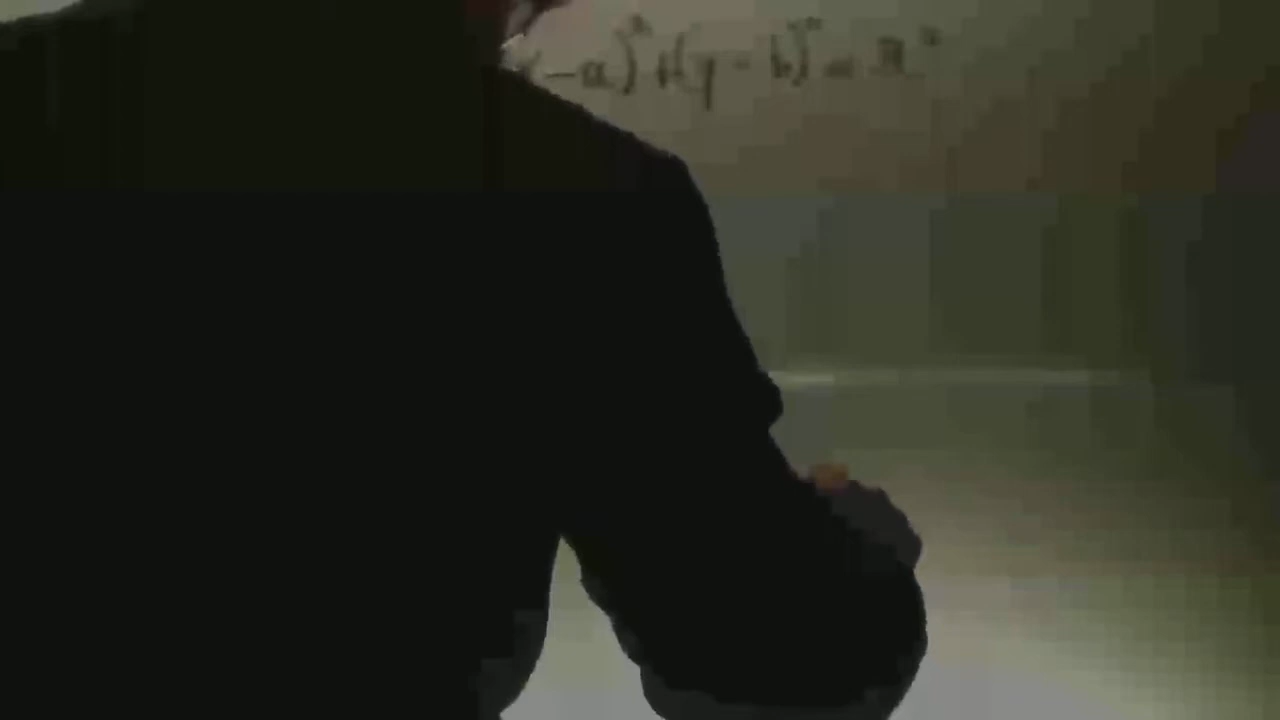 x-a)² + (y-b)² = r²